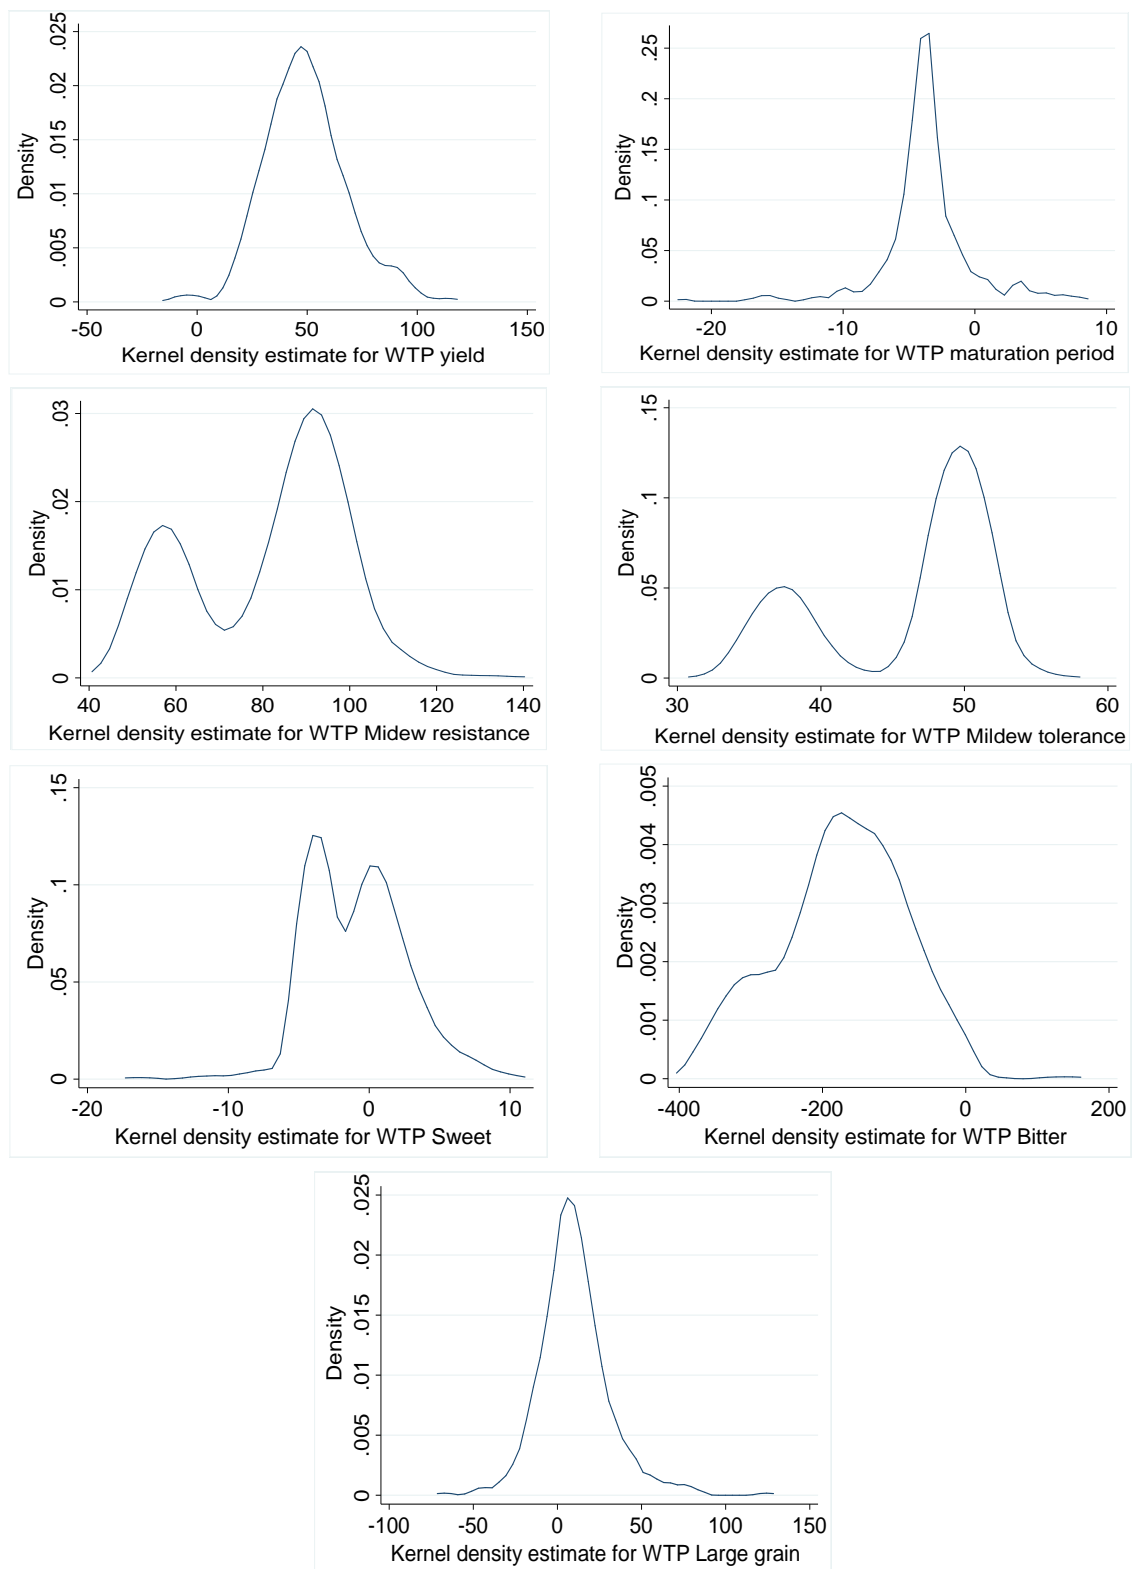 .025
.02
.015
.01
.005
0
Density
-50 0 50 100 150
Kernel density estimate for WTP yield
.25
.2
.15
.1
.05
0
Density
-20 -10 0 10
Kernel density estimate for WTP maturation period
.03
.02
.01
0
Density
40 60 80 100 120 140
Kernel density estimate for WTP Midew resistance
.15
.1
.05
0
Density
30 40 50 60
Kernel density estimate for WTP Mildew tolerance
.15
.1
.05
0
Density
-20 -10 0 10
Kernel density estimate for WTP Sweet
.005
.004
.003
.002
.001
0
Density
-400 -200 0 200
Kernel density estimate for WTP Bitter
.025
.02
.015
.01
.005
0
Density
-100 -50 0 50 100 150
Kernel density estimate for WTP Large grain